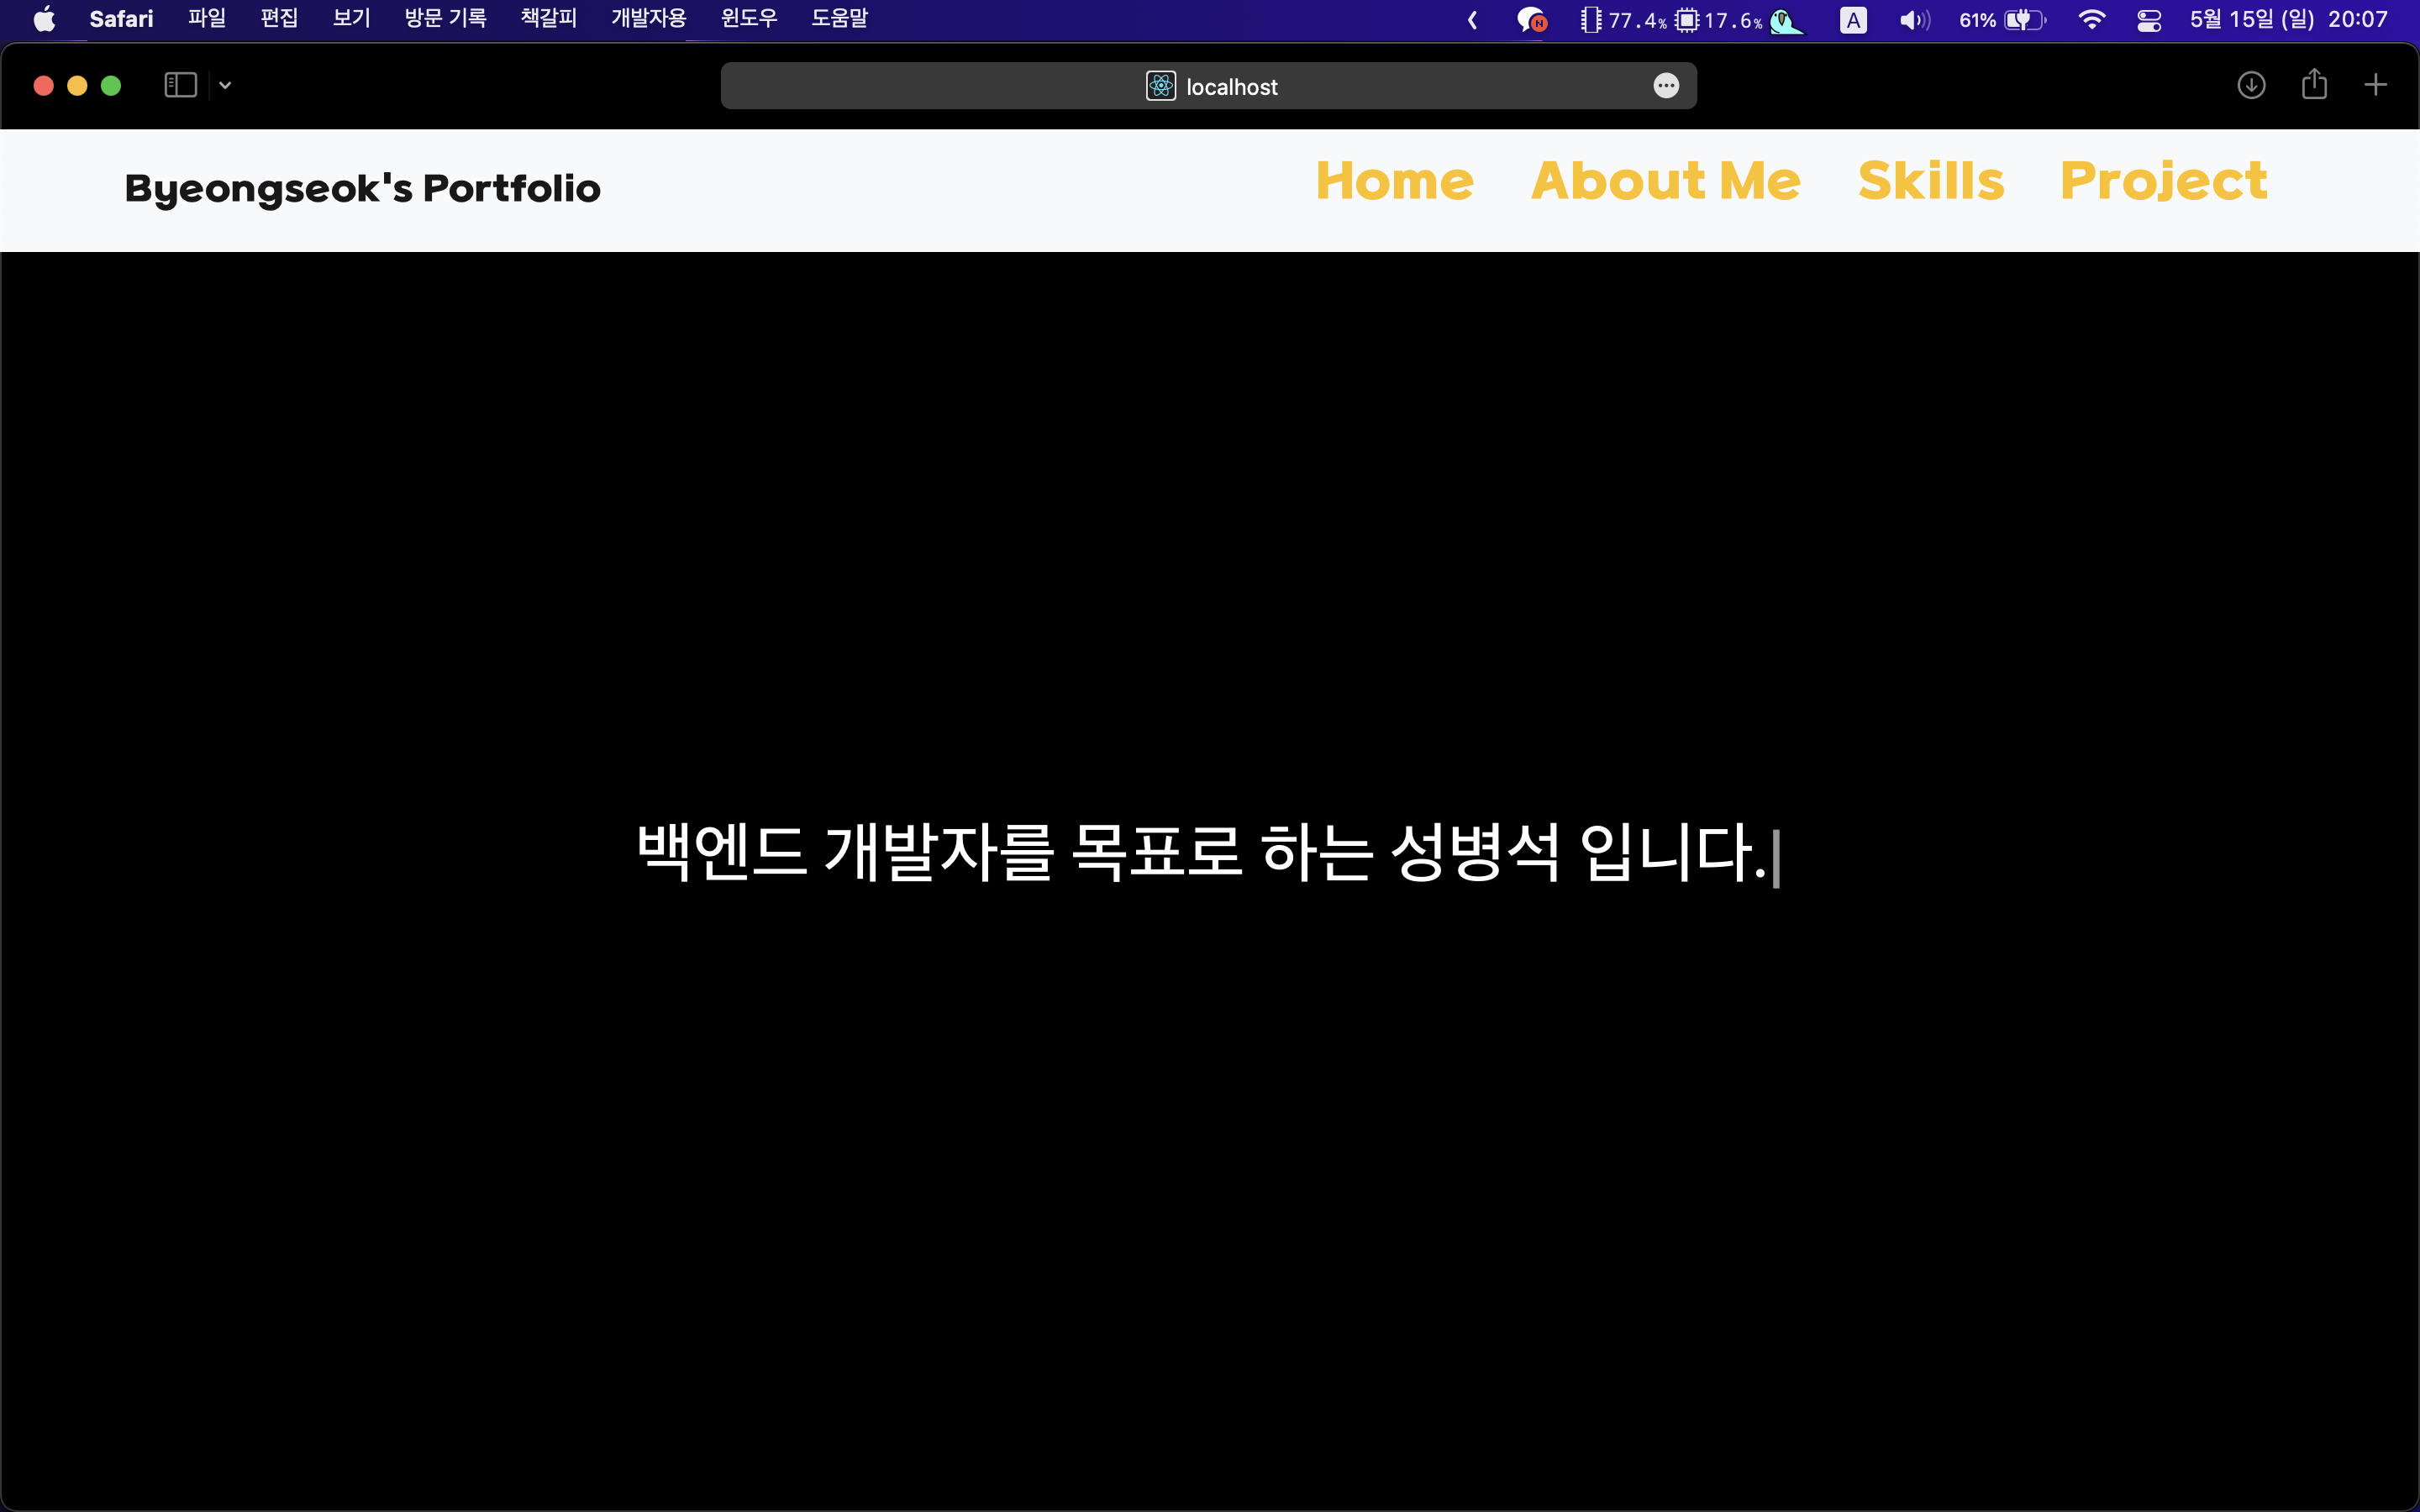 Safari 파일 편집 보기 방문 기록 책갈피 개발자용 윈도우 도움말 N 77.4% 17.6% A 61% 5월 15일 (일) 20:07
localhost
Byeongseok's Portfolio Home About Me Skills Project
백엔드 개발자를 목표로 하는 성병석 입니다.